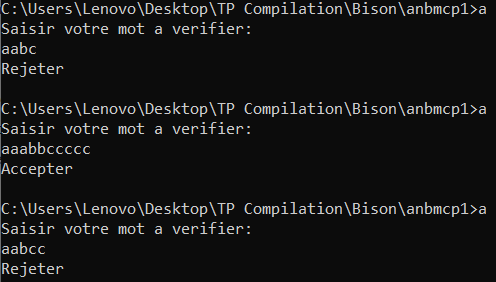 C:\Users\Lenovo\Desktop\TP Compilation\Bison\anbmcp1>a
Saisir votre mot a verifier:
aabc
Rejeter
C:\Users\Lenovo\Desktop\TP Compilation\Bison\anbmcp1>a
Saisir votre mot a verifier:
aaabbccccc
Accepter
C:\Users\Lenovo\Desktop\TP Compilation\Bison\anbmcp1>a
Saisir votre mot a verifier:
aabcc
Rejeter